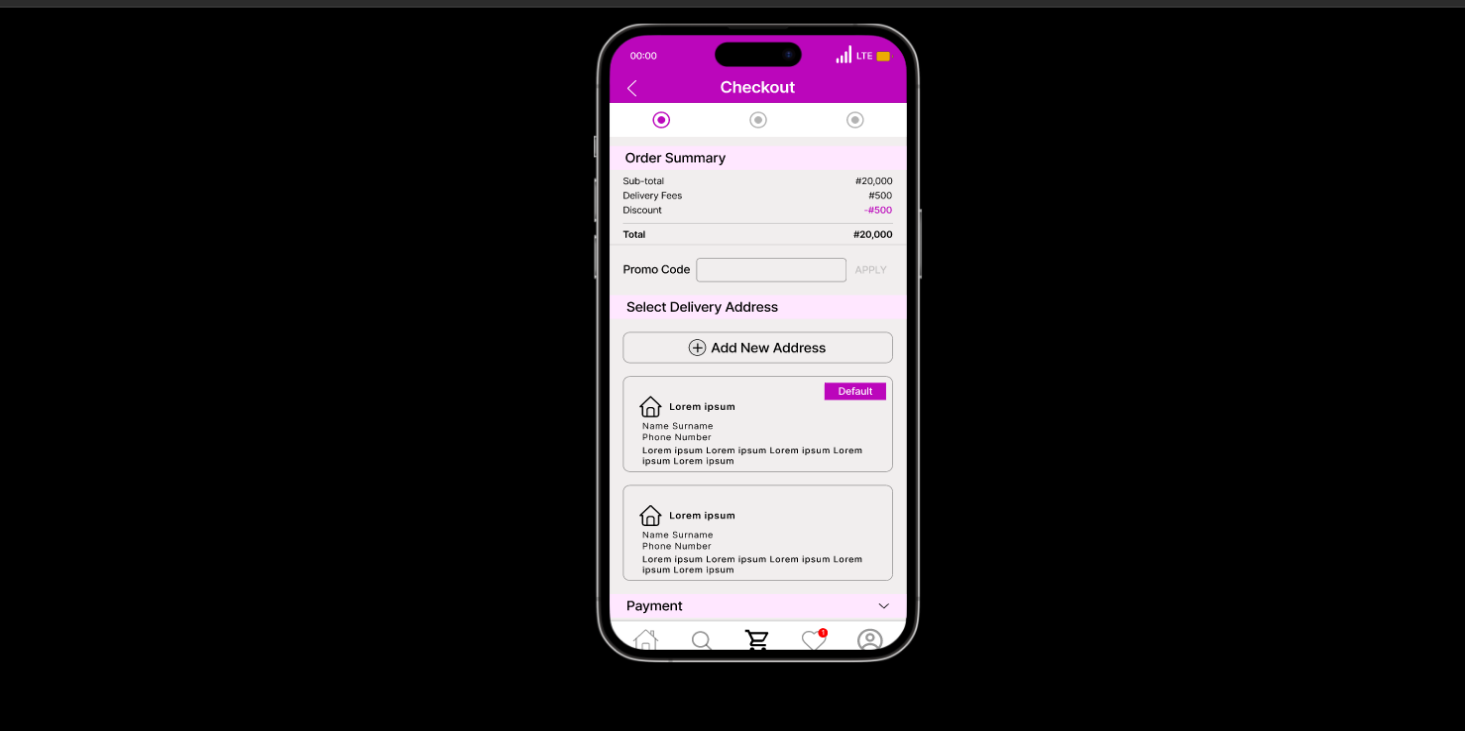 00:00 LTE
Checkout
Order Summary
Sub-total #20,000
Delivery Fees #500
Discount -#500
Total #20,000
Promo Code APPLY
Select Delivery Address
Add New Address
Default
Lorem ipsum
Name Surname
Phone Number
Lorem ipsum Lorem ipsum Lorem ipsum Lorem
ipsum Lorem ipsum
Lorem ipsum
Name Surname
Phone Number
Lorem ipsum Lorem ipsum Lorem ipsum Lorem
ipsum Lorem ipsum
Payment
1